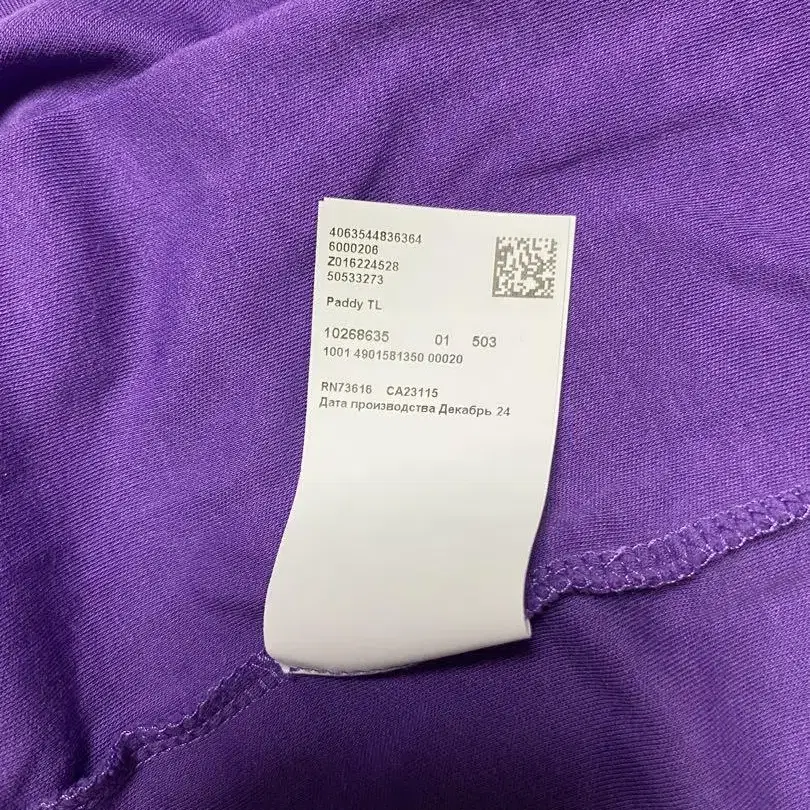 4063544836364
6000206
Z016224528
50533273
Paddy TL
10268635 01 503
1001 4901581350 00020
RN73616 CA23115
Дата производства Декабрь 24